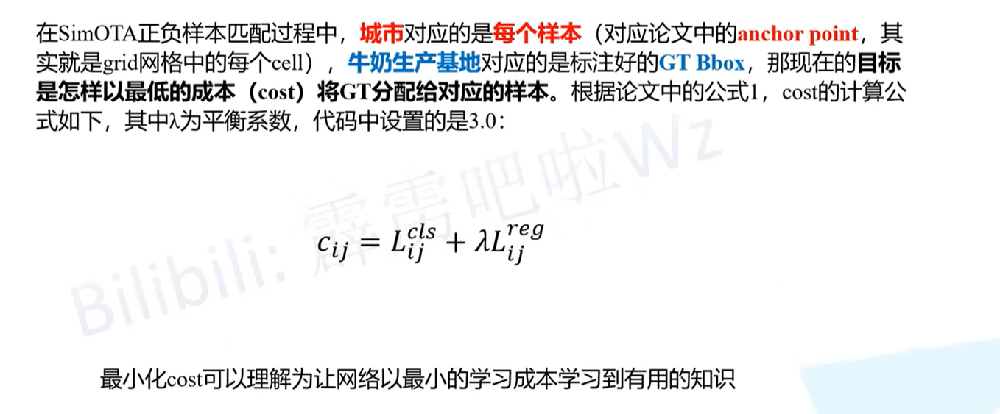 在SimOTA正负样本匹配过程中，城市对应的是每个样本（对应论文中的anchor point，其
实就是grid网格中的每个cell），牛奶生产基地对应的是标注好的GT Bbox，那现在的目标
是怎样以最低的成本（cost）将GT分配给对应的样本。根据论文中的公式1，cost的计算公
式如下，其中λ为平衡系数，代码中设置的是3.0：
Bilibili: 霹雳吧啦Wz
c_{ij} = L_{ij}^{cls} + λL_{ij}^{reg}
最小化cost可以理解为让网络以最小的学习成本学习到有用的知识